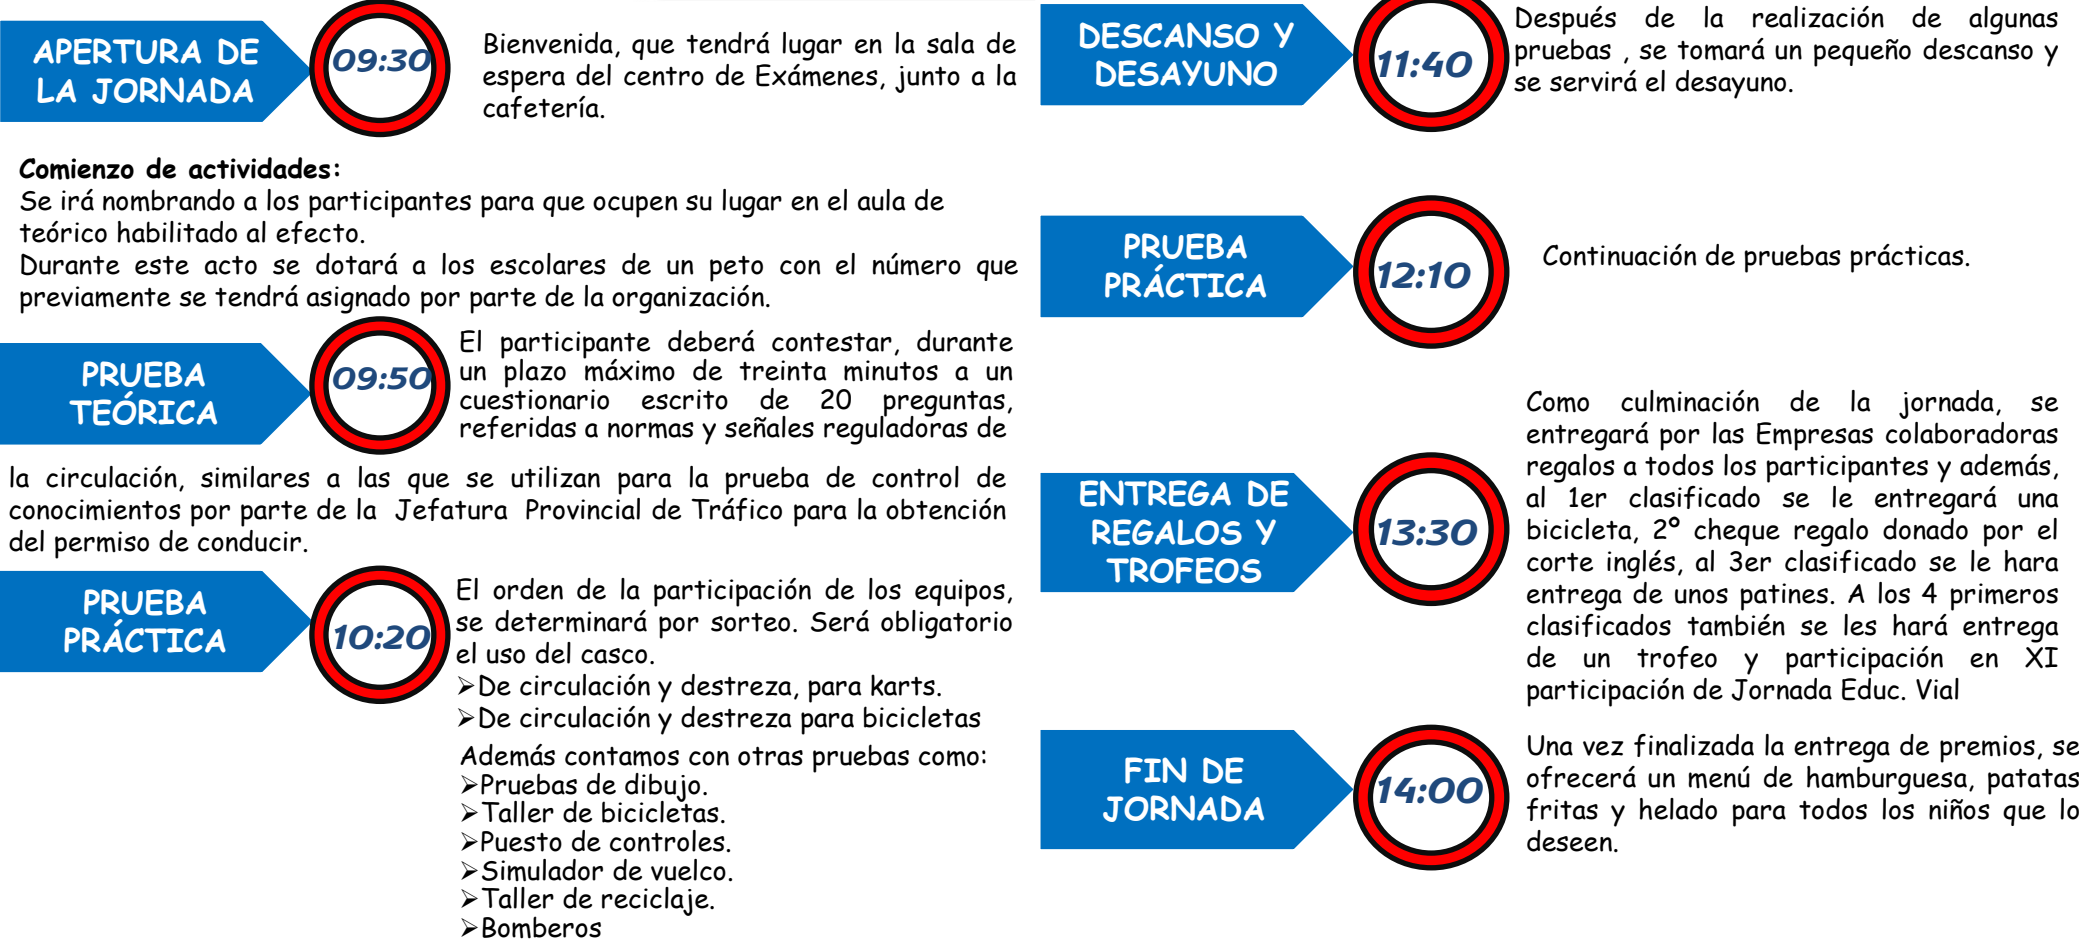 APERTURA DE
LA JORNADA
09:30
Bienvenida, que tendrá lugar en la sala de
espera del centro de Exámenes, junto a la
cafetería.
Comienzo de actividades:
Se irá nombrando a los participantes para que ocupen su lugar en el aula de
teórico habilitado al efecto.
Durante este acto se dotará a los escolares de un peto con el número que
previamente se tendrá asignado por parte de la organización.
PRUEBA
TEÓRICA
09:50
El participante deberá contestar, durante
un plazo máximo de treinta minutos a un
cuestionario escrito de 20 preguntas,
referidas a normas y señales reguladoras de
la circulación, similares a las que se utilizan para la prueba de control de
conocimientos por parte de la Jefatura Provincial de Tráfico para la obtención
del permiso de conducir.
PRUEBA
PRÁCTICA
10:20
El orden de la participación de los equipos,
se determinará por sorteo. Será obligatorio
el uso del casco.
➢De circulación y destreza, para karts.
➢De circulación y destreza para bicicletas
Además contamos con otras pruebas como:
➢Pruebas de dibujo.
➢Taller de bicicletas.
➢Puesto de controles.
➢Simulador de vuelco.
➢Taller de reciclaje.
➢Bomberos
DESCANSO Y
DESAYUNO
11:40
Después de la realización de algunas
pruebas , se tomará un pequeño descanso y
se servirá el desayuno.
PRUEBA
PRÁCTICA
12:10
Continuación de pruebas prácticas.
ENTREGA DE
REGALOS Y
TROFEOS
13:30
Como culminación de la jornada, se
entregará por las Empresas colaboradoras
regalos a todos los participantes y además,
al 1er clasificado se le entregará una
bicicleta, 2º cheque regalo donado por el
corte inglés, al 3er clasificado se le hara
entrega de unos patines. A los 4 primeros
clasificados también se les hará entrega
de un trofeo y participación en XI
participación de Jornada Educ. Vial
FIN DE
JORNADA
14:00
Una vez finalizada la entrega de premios, se
ofrecerá un menú de hamburguesa, patatas
fritas y helado para todos los niños que lo
deseen.